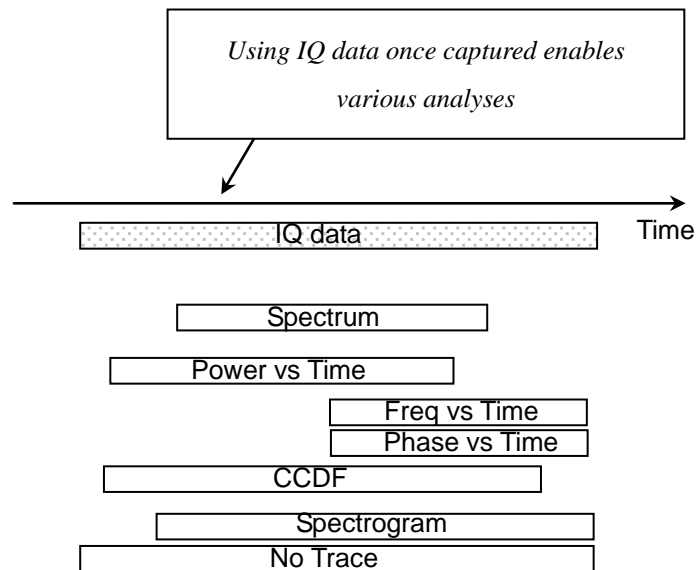 Using IQ data once captured enables
various analyses
Time
IQ data
Spectrum
Power vs Time
Freq vs Time
Phase vs Time
CCDF
Spectrogram
No Trace